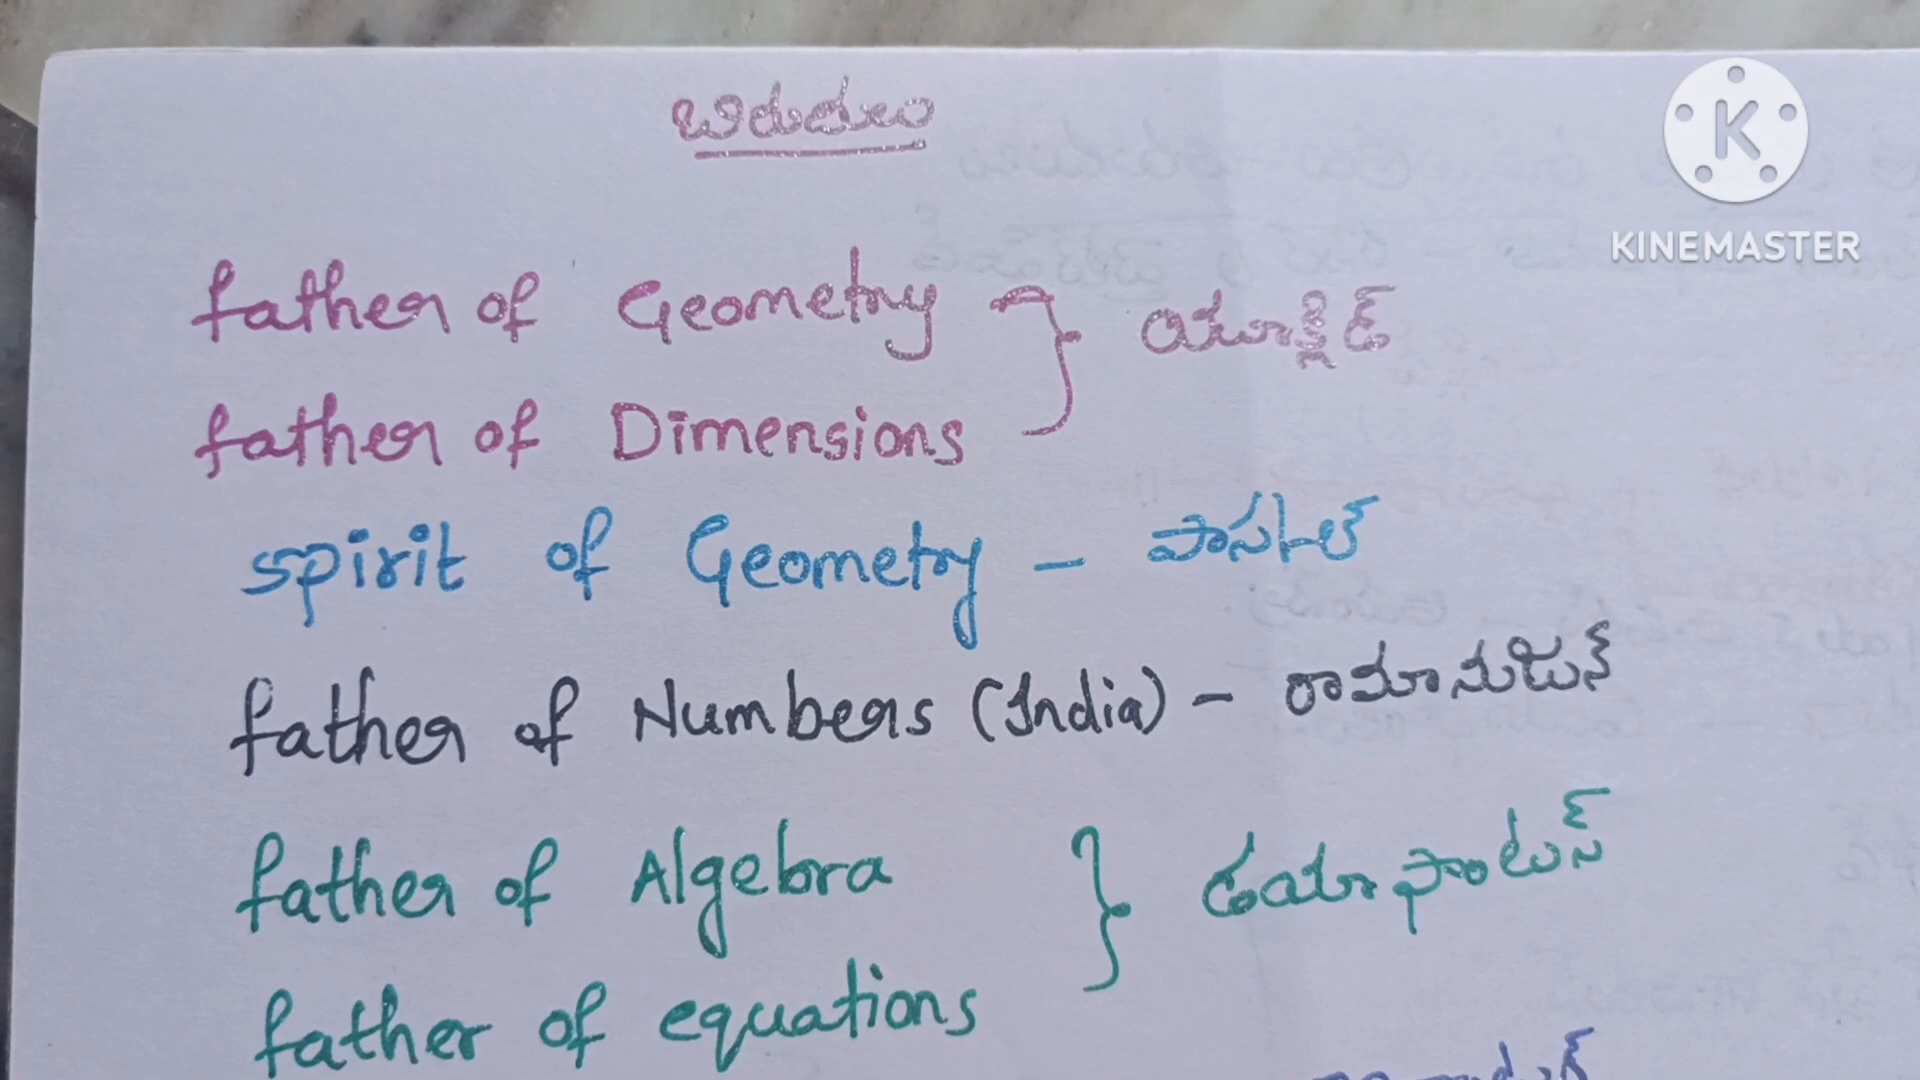 బిరుదులు
KINEMASTER
father of Geometry } యూక్లిడ్
father of Dimensions
spirit of Geometry - పాస్కల్
father of Numbers (India) - రామానుజన్
father of Algebra } డయోఫాంటస్
father of equations